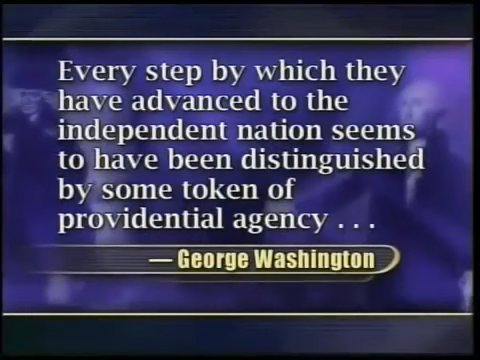 Every step by which they
have advanced to the
independent nation seems
to have been distinguished
by some token of
providential agency . . .
— George Washington